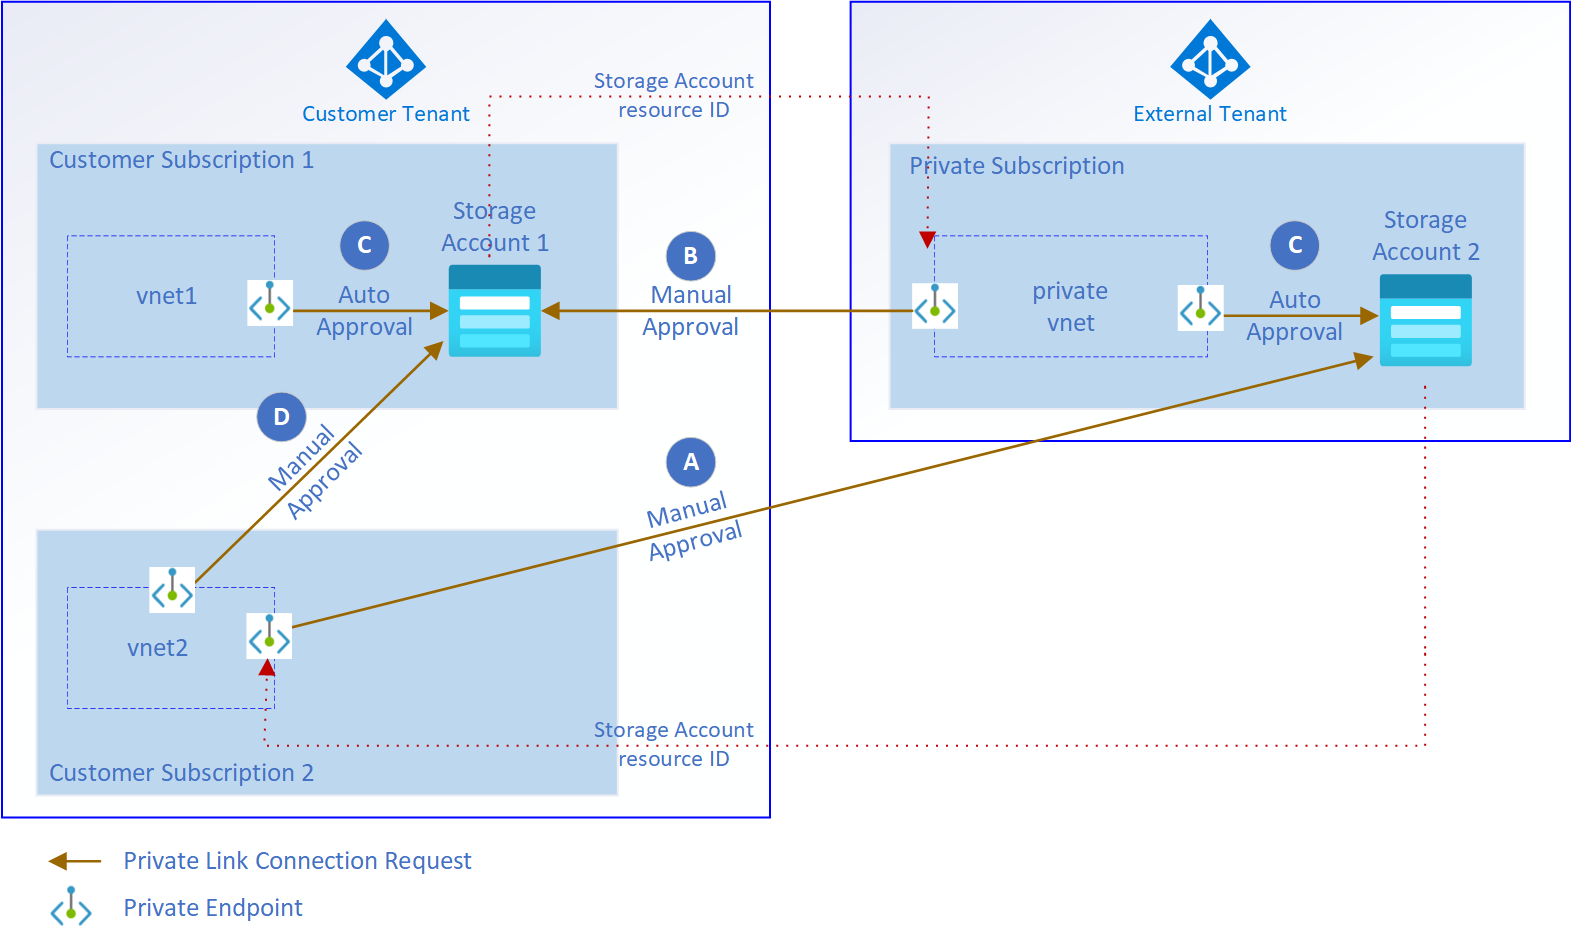 Customer Tenant
Storage Account
resource ID
External Tenant
Customer Subscription 1
Private Subscription
Storage
Account 1
C
Auto
Approval
vnet1
B
Manual
Approval
private
vnet
C
Auto
Approval
Storage
Account 2
D
Manual
Approval
A
Manual
Approval
vnet2
Storage Account
resource ID
Customer Subscription 2
Private Link Connection Request
Private Endpoint